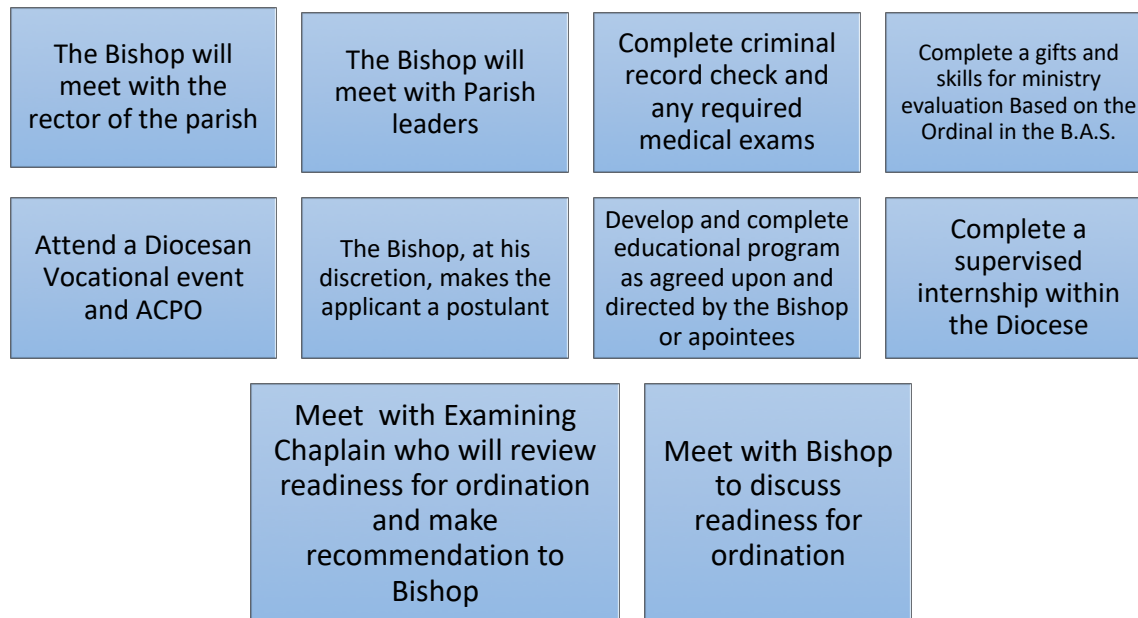 The Bishop will
meet with the
rector of the parish
The Bishop will
meet with Parish
leaders
Complete criminal
record check and
any required
medical exams
Complete a gifts and
skills for ministry
evaluation Based on the
Ordinal in the B.A.S.
Attend a Diocesan
Vocational event
and ACPO
The Bishop, at his
discretion, makes the
applicant a postulant
Develop and complete
educational program
as agreed upon and
directed by the Bishop
or apointees
Complete a
supervised
internship within
the Diocese
Meet with Examining
Chaplain who will review
readiness for ordination
and make
recommendation to
Bishop
Meet with Bishop
to discuss
readiness for
ordination